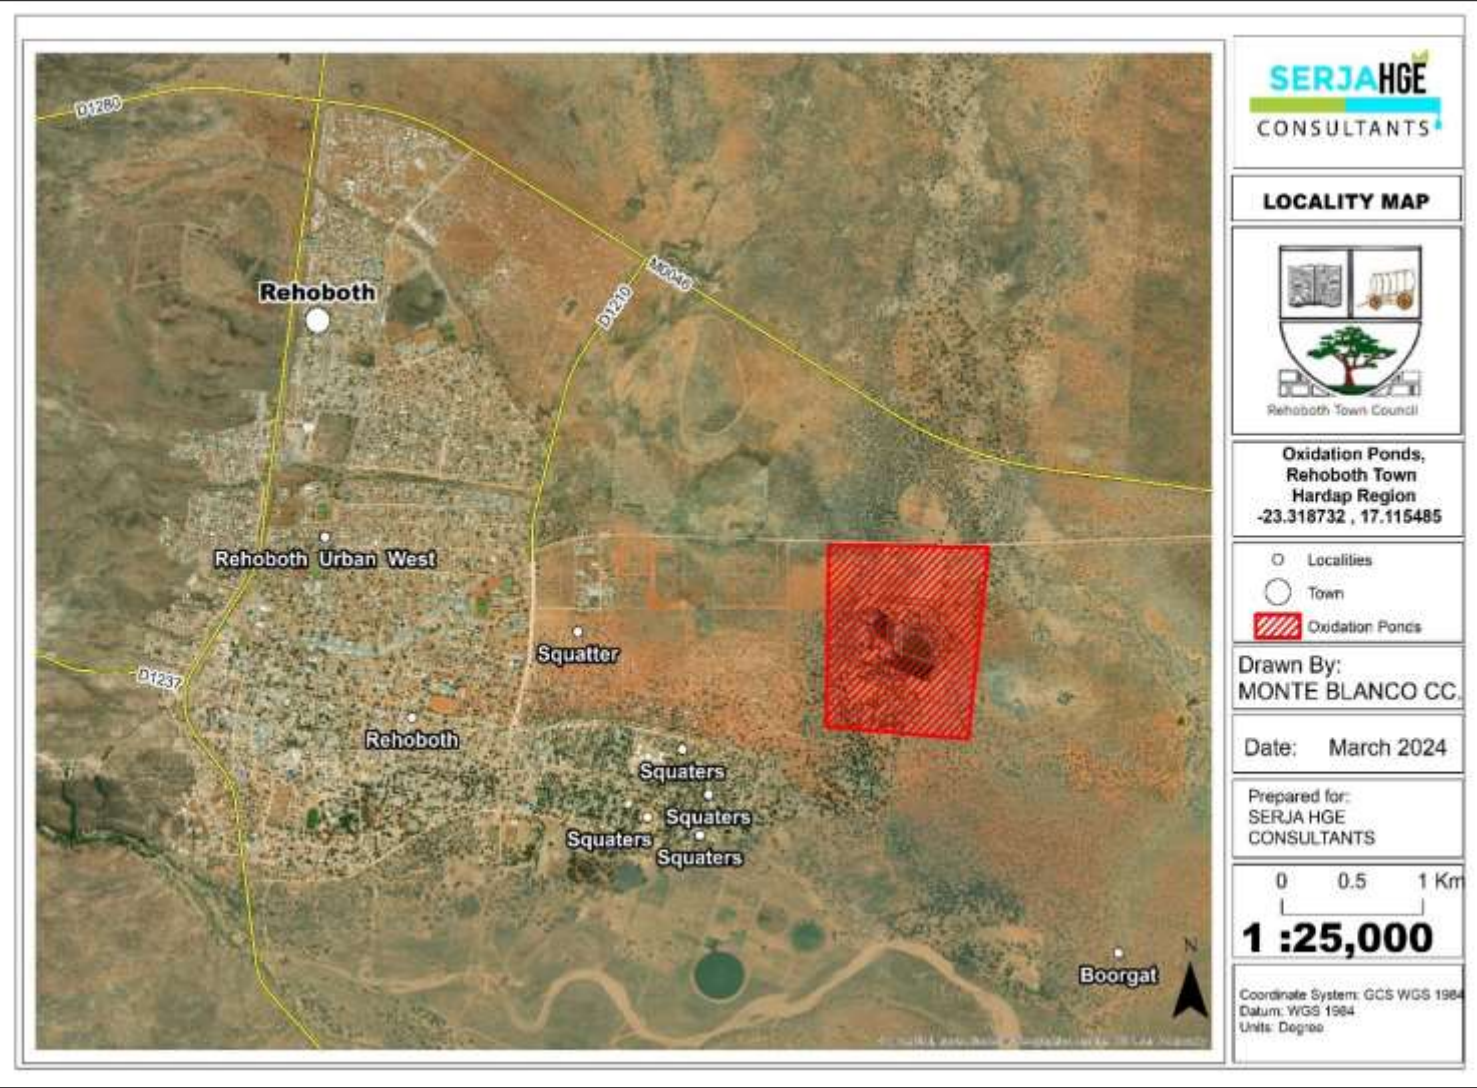 D1280
Rehoboth
M0046
D1210
Rehoboth Urban West
Squatter
D1237
Rehoboth
Squaters
Squaters
Squaters
Squaters
Boorgat
N
SERJA HGE
CONSULTANTS
LOCALITY MAP
Rehoboth Town Council
Oxidation Ponds,
Rehoboth Town
Hardap Region
-23.318732 , 17.115485
Localities
Town
Oxidation Ponds
Drawn By:
MONTE BLANCO CC.
Date: March 2024
Prepared for:
SERJA HGE
CONSULTANTS
0 0.5 1 Km
1 :25,000
Coordinate System: GCS WGS 1984
Datum: WGS 1984
Units: Degree